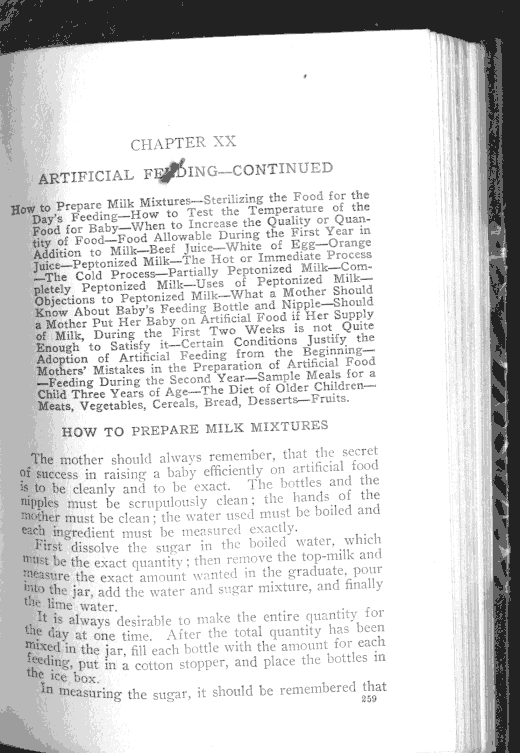 CHAPTER XX
ARTIFICIAL FEEDING—CONTINUED
How to Prepare Milk Mixtures—Sterilizing the Food for the
Day's Feeding—How to Test the Temperature of the
Food for Baby—When to Increase the Quality or Quan-
tity of Food—Food Allowable During the First Year in
Addition to Milk—Beef Juice—White of Egg—Orange
Juice—Peptonized Milk—The Hot or Immediate Process
—The Cold Process—Partially Peptonized Milk—Com-
pletely Peptonized Milk—Uses of Peptonized Milk—
Objections to Peptonized Milk—What a Mother Should
Know About Baby's Feeding Bottle and Nipple—Should
a Mother Put Her Baby on Artificial Food if Her Supply
of Milk, During the First Two Weeks is not Quite
Enough to Satisfy it—Certain Conditions Justify the
Adoption of Artificial Feeding from the Beginning—
Mothers' Mistakes in the Preparation of Artificial Food
—Feeding During the Second Year—Sample Meals for a
Child Three Years of Age—The Diet of Older Children—
Meats, Vegetables, Cereals, Bread, Desserts—Fruits.
HOW TO PREPARE MILK MIXTURES
The mother should always remember, that the secret
of success in raising a baby efficiently on artificial food
is to be cleanly and to be exact. The bottles and the
nipples must be scrupulously clean; the hands of the
mother must be clean; the water used must be boiled and
each ingredient must be measured exactly.
First dissolve the sugar in the boiled water, which
must be the exact quantity; then remove the top-milk and
measure the exact amount wanted in the graduate, pour
into the jar, add the water and sugar mixture, and finally
the lime water.
It is always desirable to make the entire quantity for
the day at one time. After the total quantity has been
mixed in the jar, fill each bottle with the amount for each
feeding, put in a cotton stopper, and place the bottles in
the ice box.
In measuring the sugar, it should be remembered that
259